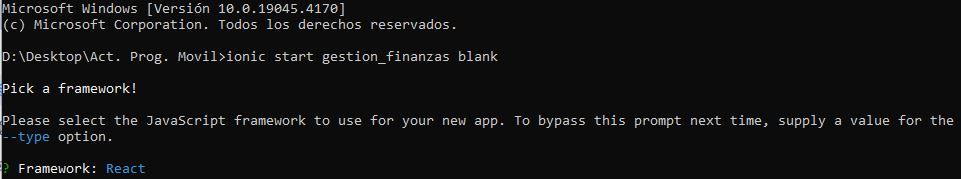 Microsoft Windows [Versión 10.0.19045.4170]
(c) Microsoft Corporation. Todos los derechos reservados.
D:\Desktop\Act. Prog. Movil>ionic start gestion_finanzas blank
Pick a framework!
Please select the JavaScript framework to use for your new app. To bypass this prompt next time, supply a value for the
--type option.
? Framework: React